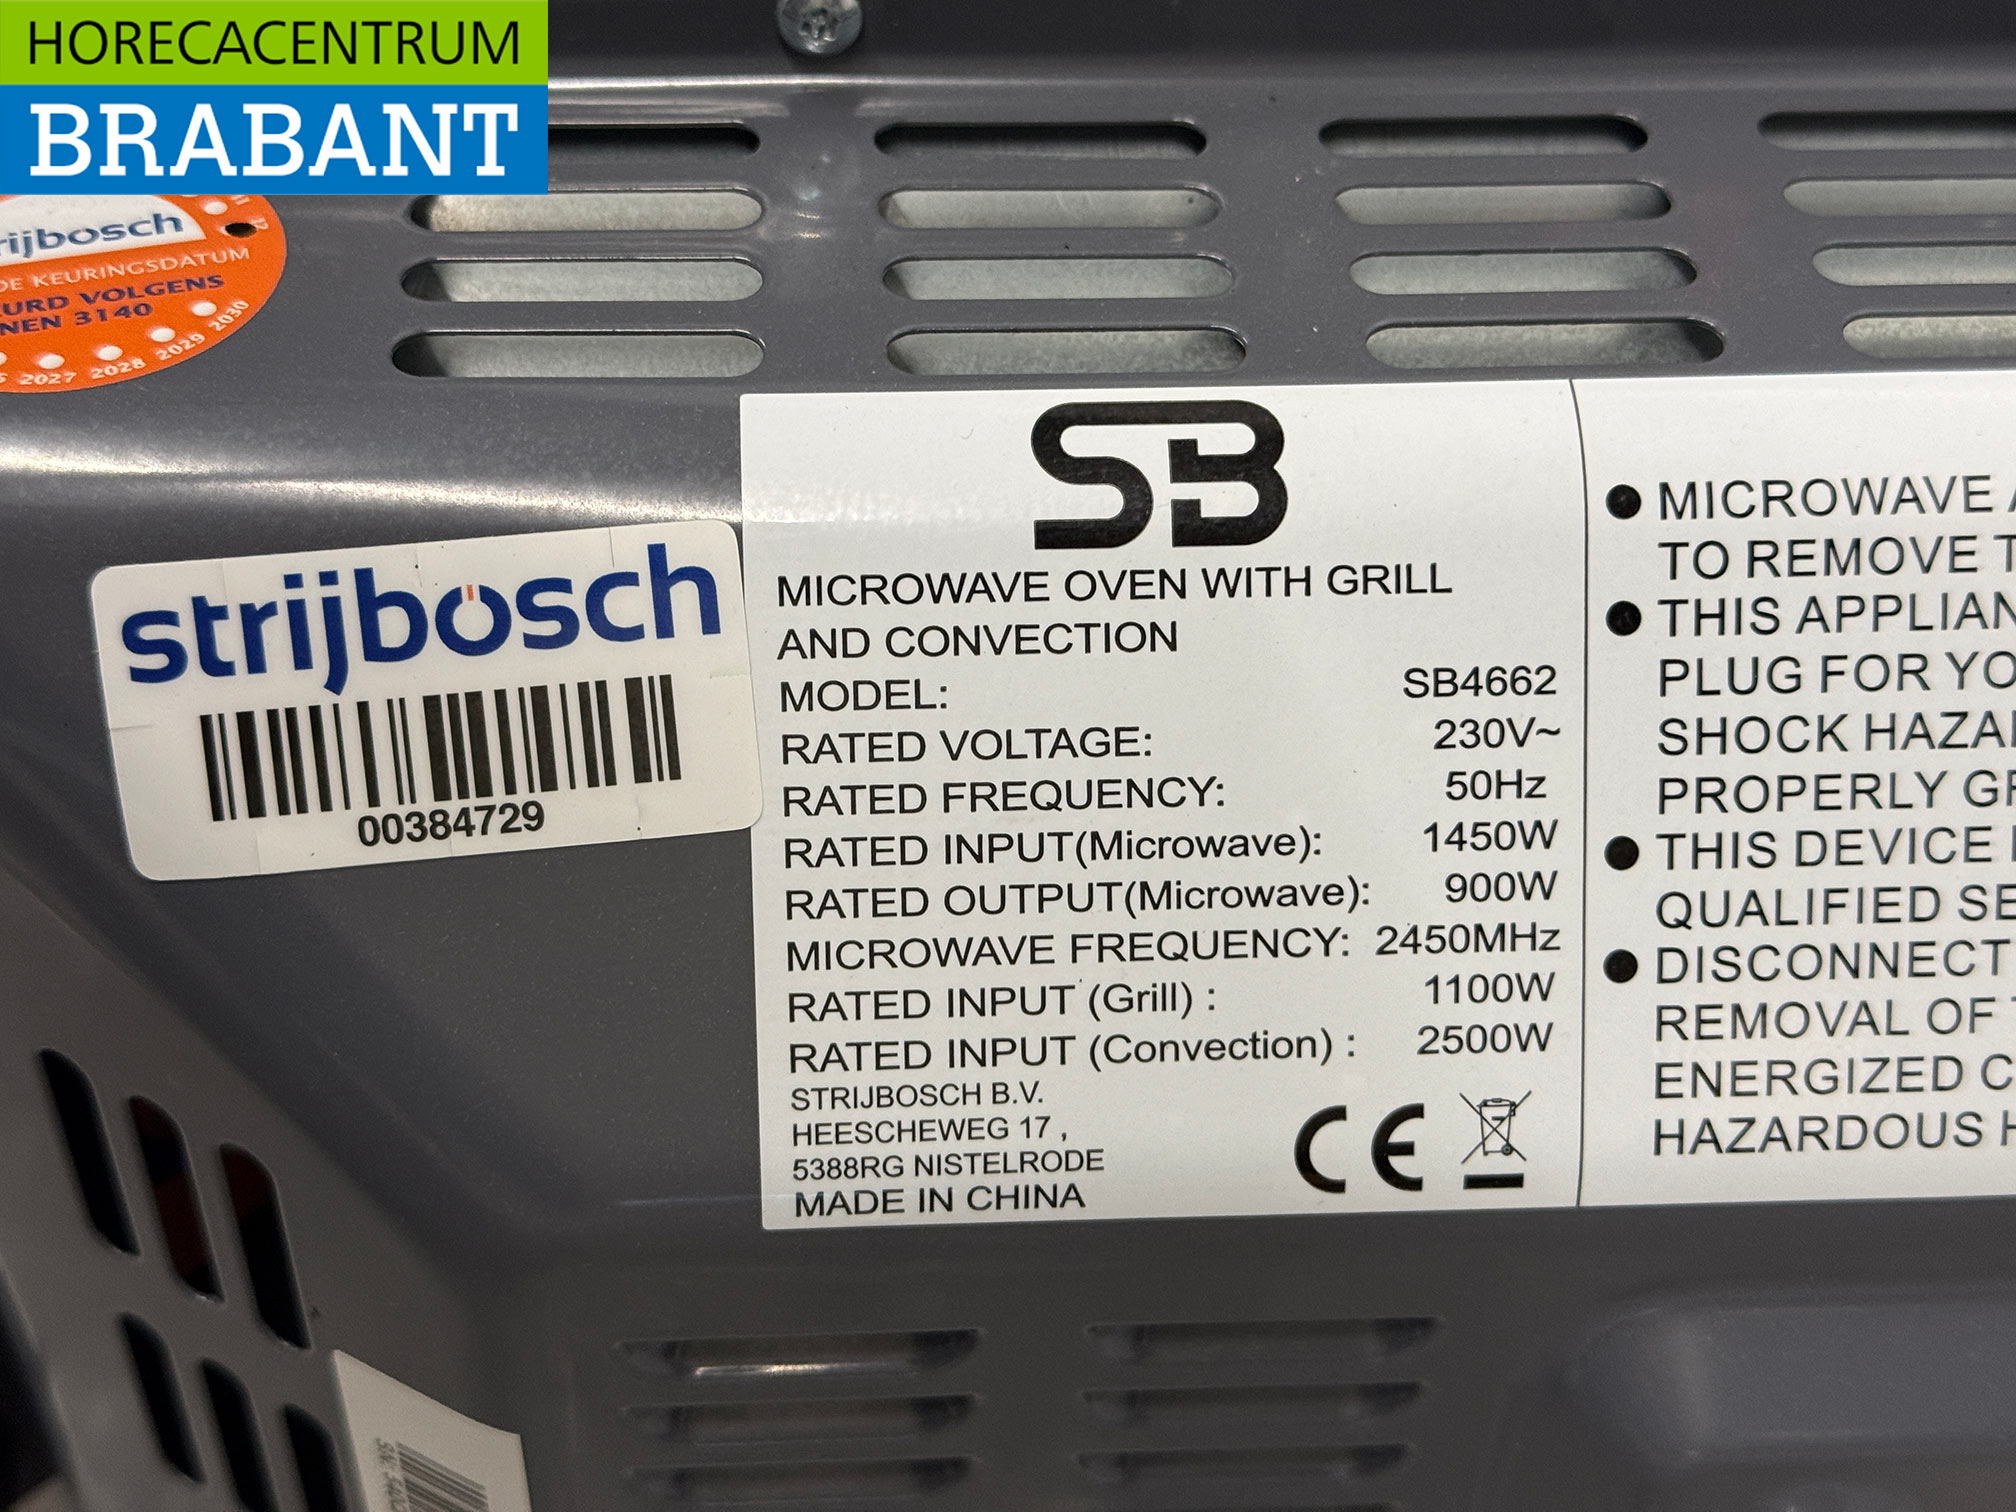 HORECACENTRUM
BRABANT
rijbosch
DE KEURINGSDATUM
URD VOLGENS
NEN 3140
2027 2028 2029 2030
strijbosch
00384729
SB
MICROWAVE OVEN WITH GRILL
AND CONVECTION
MODEL: SB4662
RATED VOLTAGE: 230V~
RATED FREQUENCY: 50Hz
RATED INPUT(Microwave): 1450W
RATED OUTPUT(Microwave): 900W
MICROWAVE FREQUENCY: 2450MHz
RATED INPUT (Grill) : 1100W
RATED INPUT (Convection) : 2500W
STRIJBOSCH B.V.
HEESCHEWEG 17 ,
5388RG NISTELRODE
MADE IN CHINA
CE
● MICROWAVE
TO REMOVE
● THIS APPLIAN
PLUG FOR YO
SHOCK HAZA
PROPERLY
● THIS DEVICE
QUALIFIED SE
● DISCONNECT
REMOVAL OF
ENERGIZED C
HAZARDOUS